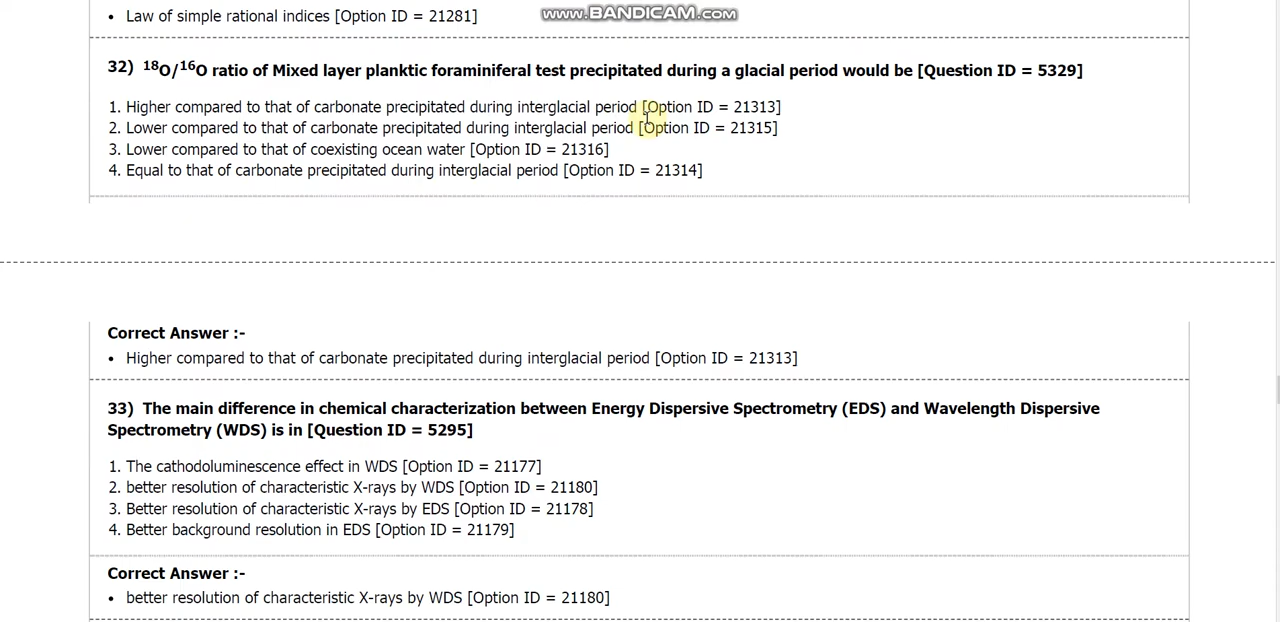 • Law of simple rational indices [Option ID = 21281]
www.BANDICAM.com
32) ¹⁸O/¹⁶O ratio of Mixed layer planktic foraminiferal test precipitated during a glacial period would be [Question ID = 5329]
1. Higher compared to that of carbonate precipitated during interglacial period [Option ID = 21313]
2. Lower compared to that of carbonate precipitated during interglacial period [Option ID = 21315]
3. Lower compared to that of coexisting ocean water [Option ID = 21316]
4. Equal to that of carbonate precipitated during interglacial period [Option ID = 21314]
Correct Answer :-
• Higher compared to that of carbonate precipitated during interglacial period [Option ID = 21313]
33) The main difference in chemical characterization between Energy Dispersive Spectrometry (EDS) and Wavelength Dispersive
Spectrometry (WDS) is in [Question ID = 5295]
1. The cathodoluminescence effect in WDS [Option ID = 21177]
2. better resolution of characteristic X-rays by WDS [Option ID = 21180]
3. Better resolution of characteristic X-rays by EDS [Option ID = 21178]
4. Better background resolution in EDS [Option ID = 21179]
Correct Answer :-
• better resolution of characteristic X-rays by WDS [Option ID = 21180]